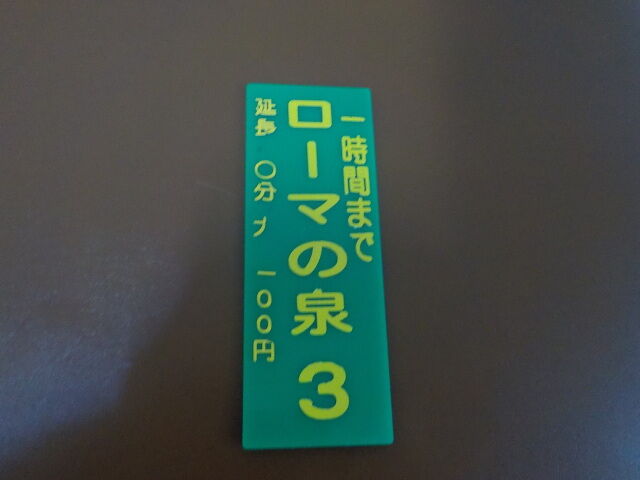 一時間まで
ローマの泉 3
延長 〇分 一〇〇円